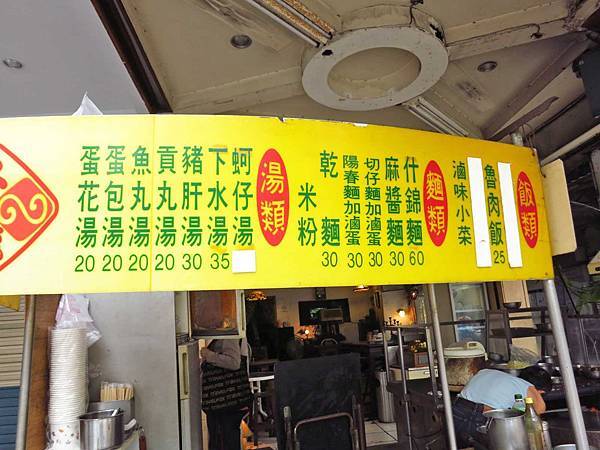 飯類
魯肉飯 25
滷味小菜
麵類
什錦麵 60
麻醬麵 30
切仔麵加滷蛋 30
陽春麵加滷蛋 30
乾 麵 30
米粉
湯類
蚵仔湯
下水湯 35
豬肝湯 30
貢丸湯 20
魚丸湯 20
蛋包湯 20
蛋花湯 20